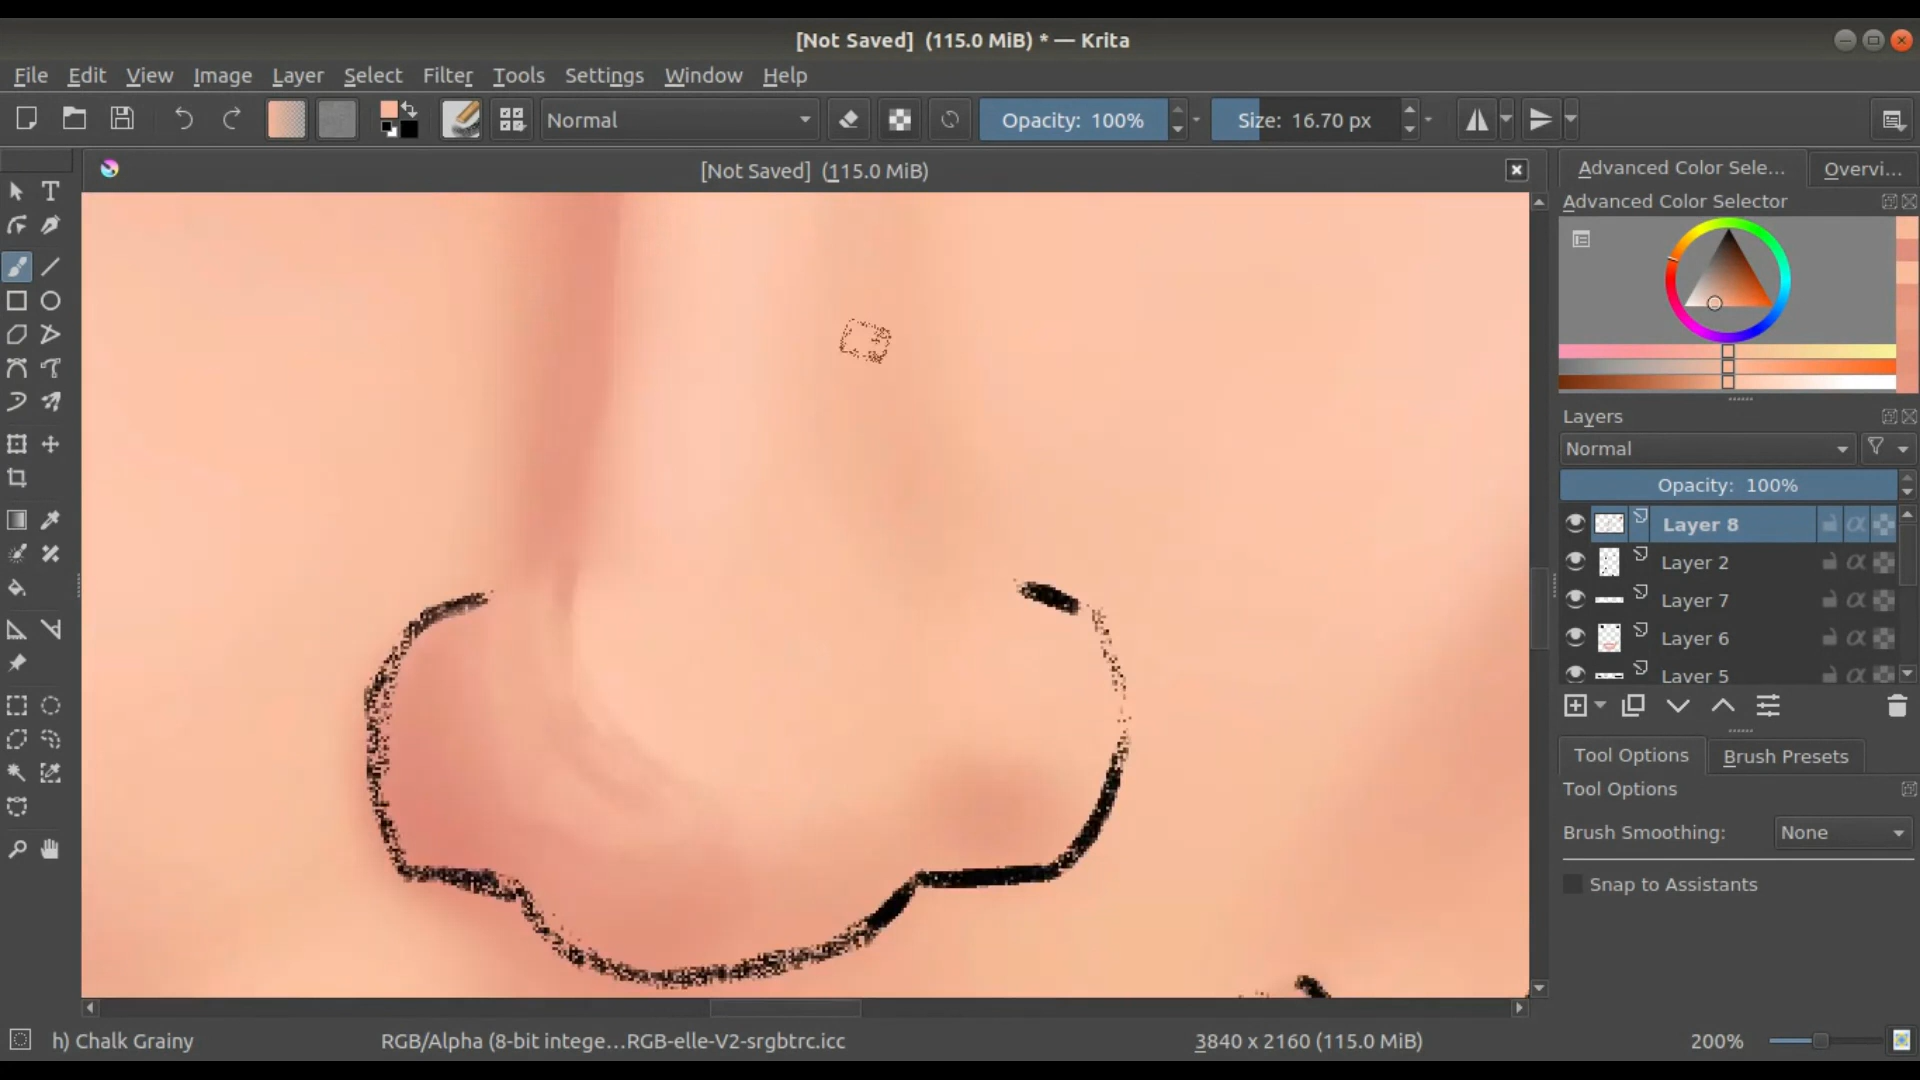 [Not Saved]  (115.0 MiB) * — Krita
File Edit View Image Layer Select Filter Tools Settings Window Help
Normal
Opacity: 100%
Size: 16.70 px
[Not Saved]  (115.0 MiB)
Advanced Color Sele...
Overvi...
Advanced Color Selector
Layers
Normal
Opacity: 100%
Layer 8
Layer 2
Layer 7
Layer 6
Layer 5
Tool Options
Brush Presets
Tool Options
Brush Smoothing: None
Snap to Assistants
h) Chalk Grainy
RGB/Alpha (8-bit intege...RGB-elle-V2-srgbtrc.icc
3840 x 2160 (115.0 MiB)
200%